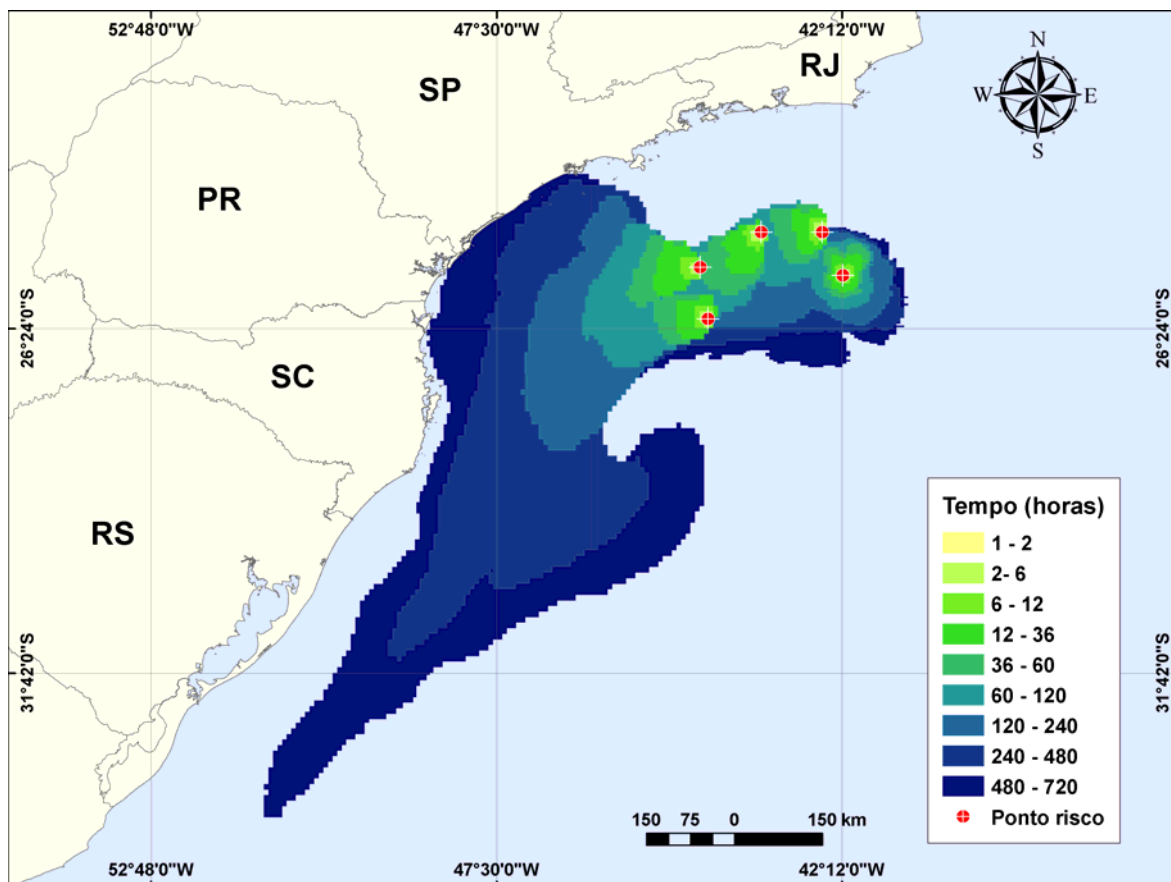 52°48'0"W 47°30'0"W 42°12'0"W
RJ
SP
N
W E
S
PR
26°24'0"S 26°24'0"S
SC
RS
Tempo (horas)
1 - 2
2- 6
6 - 12
12 - 36
36 - 60
60 - 120
120 - 240
240 - 480
480 - 720
Ponto risco
31°42'0"S 31°42'0"S
150 75 0 150 km
52°48'0"W 47°30'0"W 42°12'0"W